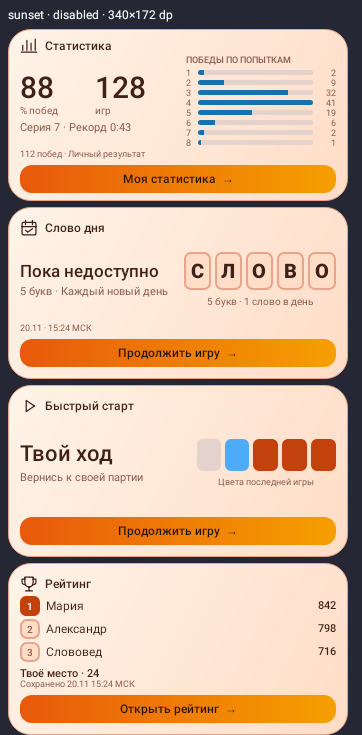 sunset · disabled · 340×172 dp
Статистика
88
% побед
128
игр
Серия 7 · Рекорд 0:43
112 побед · Личный результат
ПОБЕДЫ ПО ПОПЫТКАМ
1 2
2 9
3 32
4 41
5 19
6 6
7 2
8 1
Моя статистика →
Слово дня
Пока недоступно
5 букв · Каждый новый день
С Л О В О
5 букв · 1 слово в день
20.11 · 15:24 МСК
Продолжить игру →
Быстрый старт
Твой ход
Вернись к своей партии
Цвета последней игры
Продолжить игру →
Рейтинг
1 Мария 842
2 Александр 798
3 Слововед 716
Твоё место · 24
Сохранено 20.11 15:24 МСК
Открыть рейтинг →